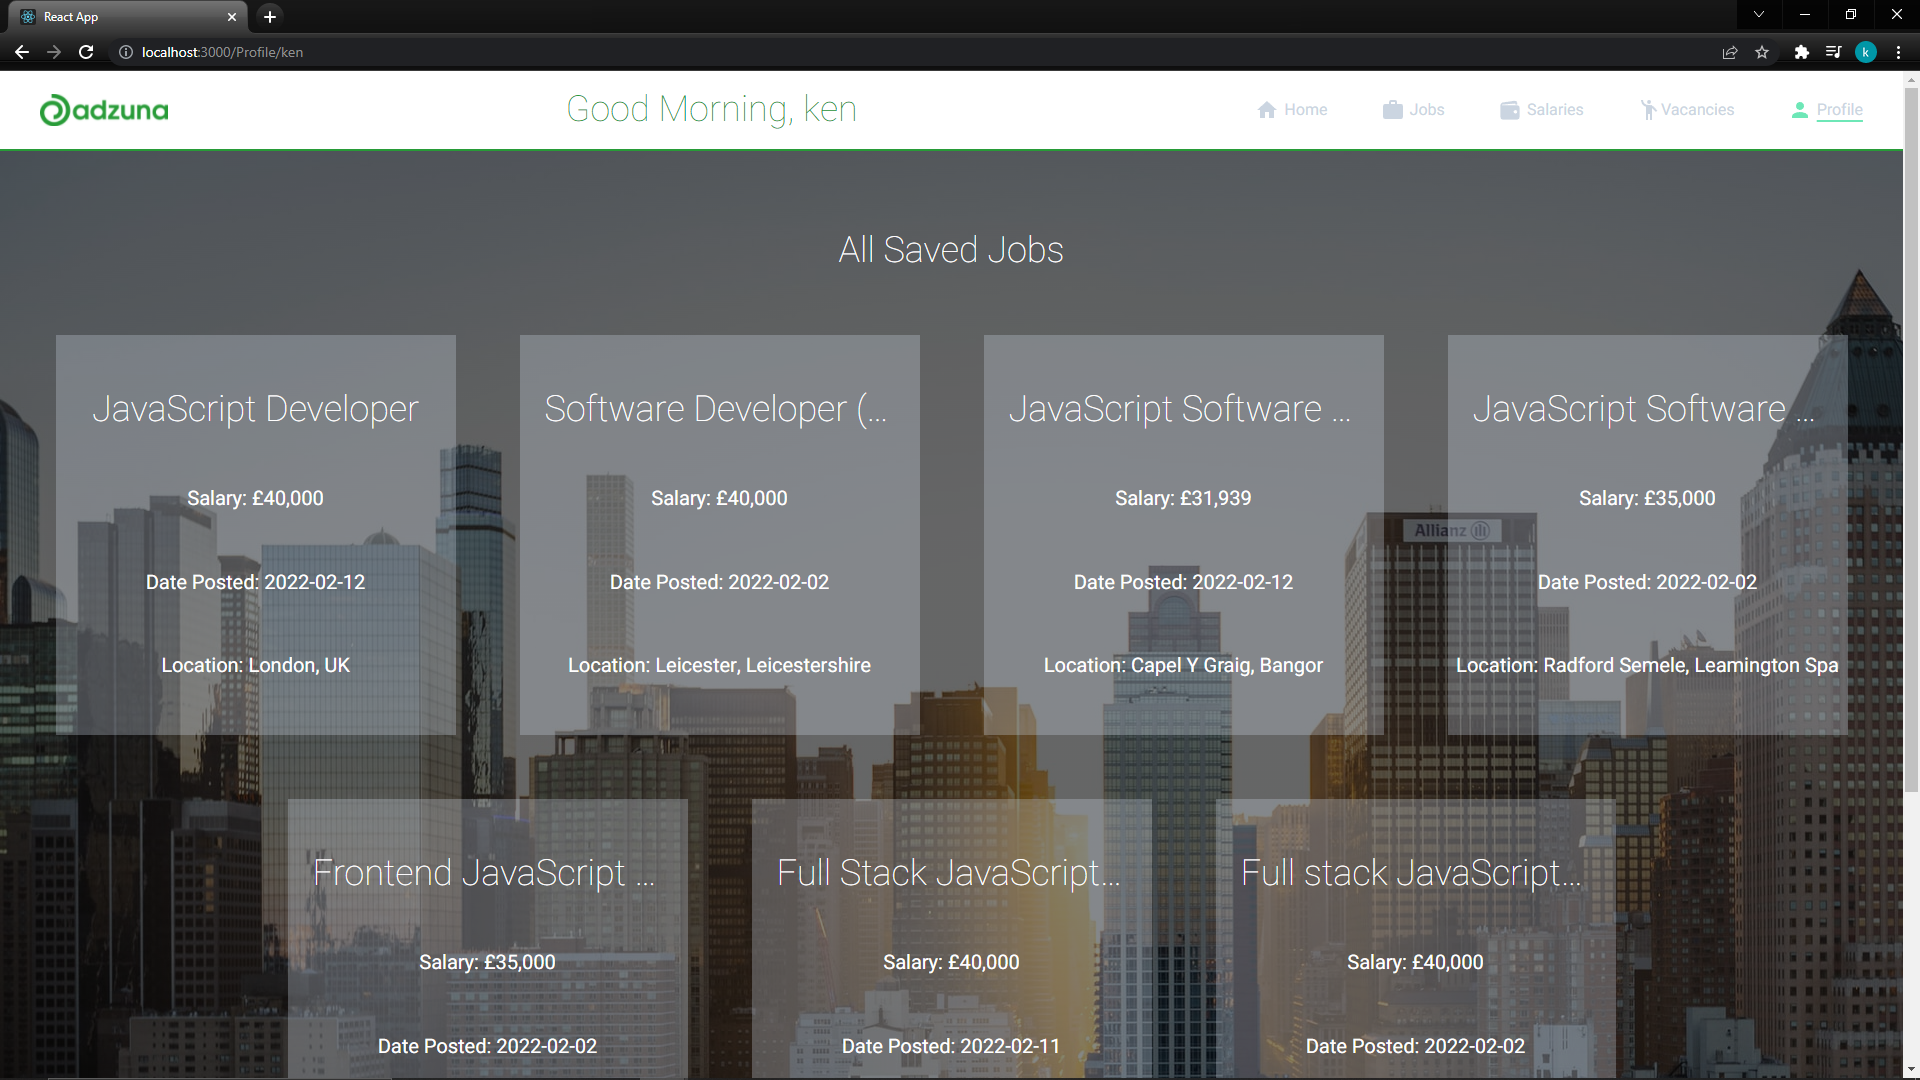 React App
localhost:3000/Profile/ken
k
adzuna
Good Morning, ken
Home
Jobs
Salaries
Vacancies
Profile
All Saved Jobs
JavaScript Developer
Salary: £40,000
Date Posted: 2022-02-12
Location: London, UK
Software Developer (...
Salary: £40,000
Date Posted: 2022-02-02
Location: Leicester, Leicestershire
JavaScript Software ...
Salary: £31,939
Date Posted: 2022-02-12
Location: Capel Y Graig, Bangor
JavaScript Software ...
Salary: £35,000
Date Posted: 2022-02-02
Location: Radford Semele, Leamington Spa
Allianz
Frontend JavaScript ...
Salary: £35,000
Date Posted: 2022-02-02
Full Stack JavaScript...
Salary: £40,000
Date Posted: 2022-02-11
Full stack JavaScript...
Salary: £40,000
Date Posted: 2022-02-02